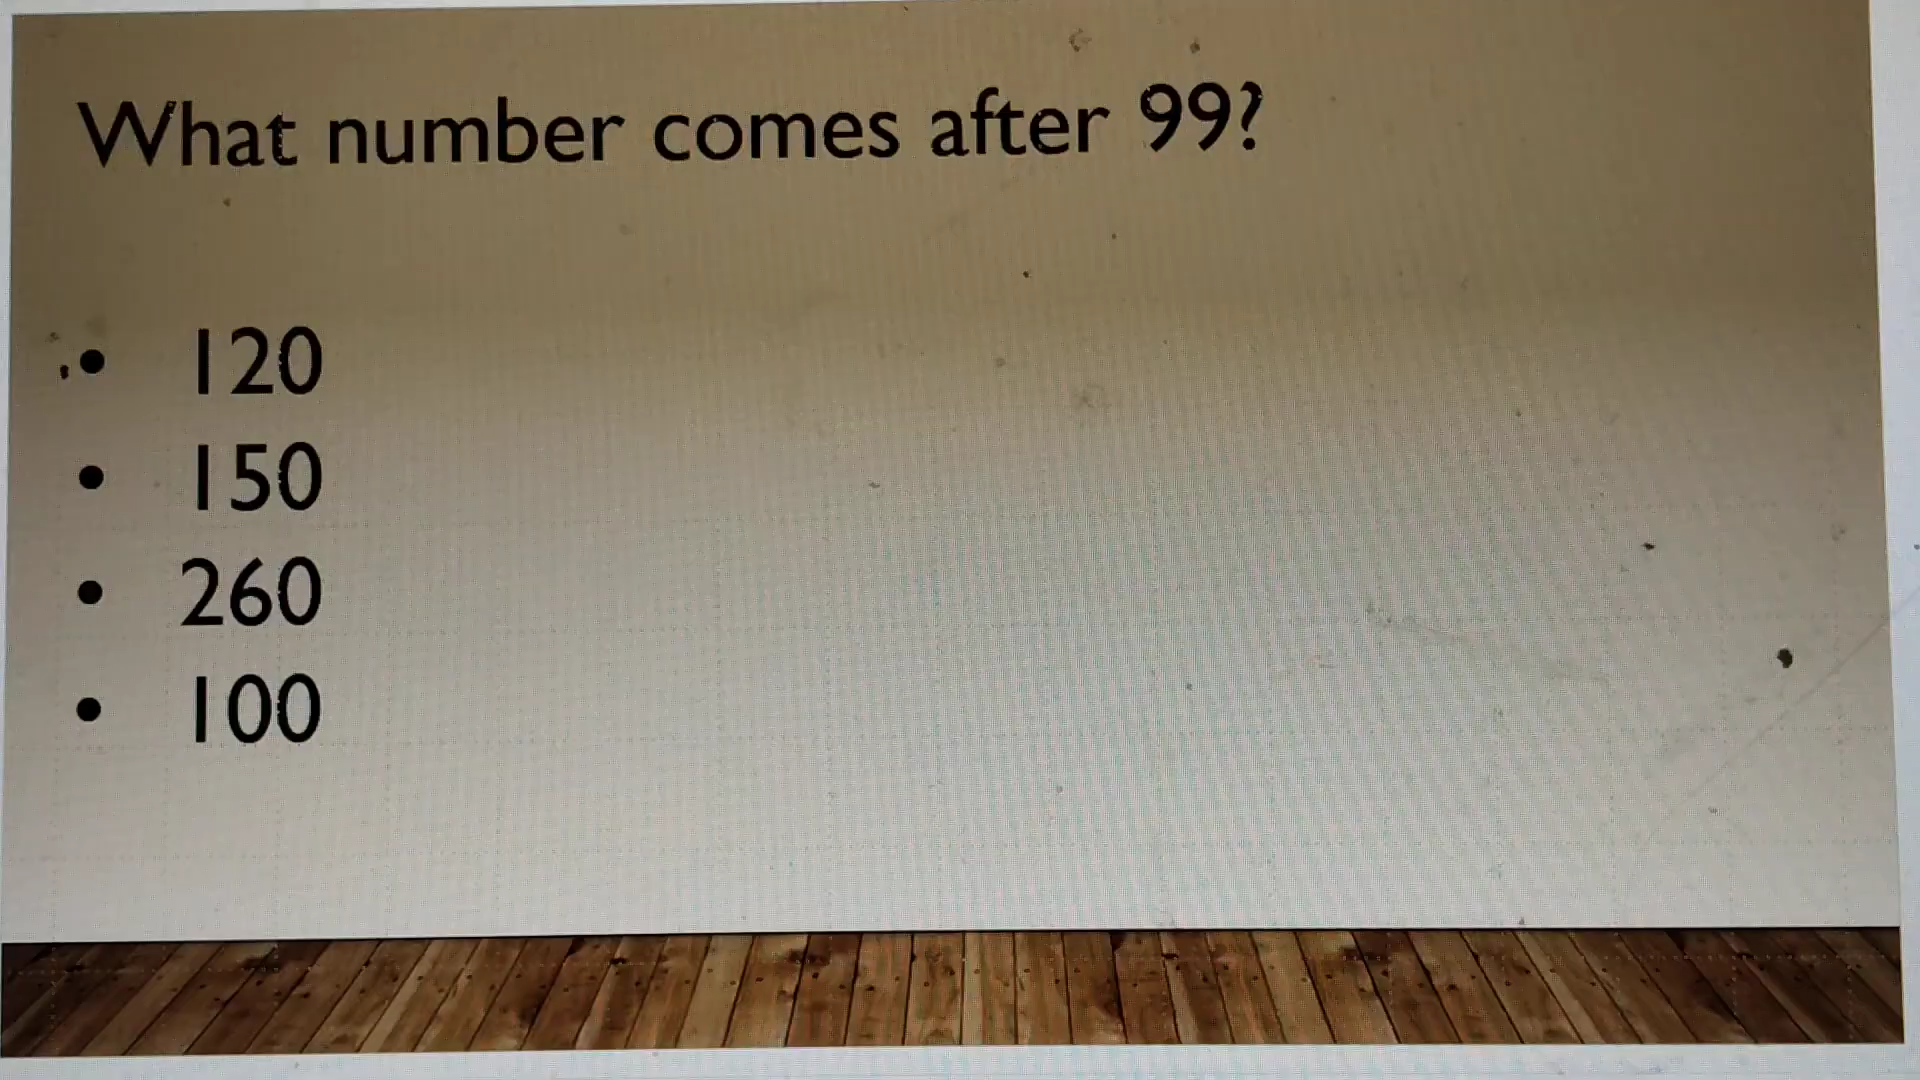 What number comes after 99?
• 120
• 150
• 260
• 100